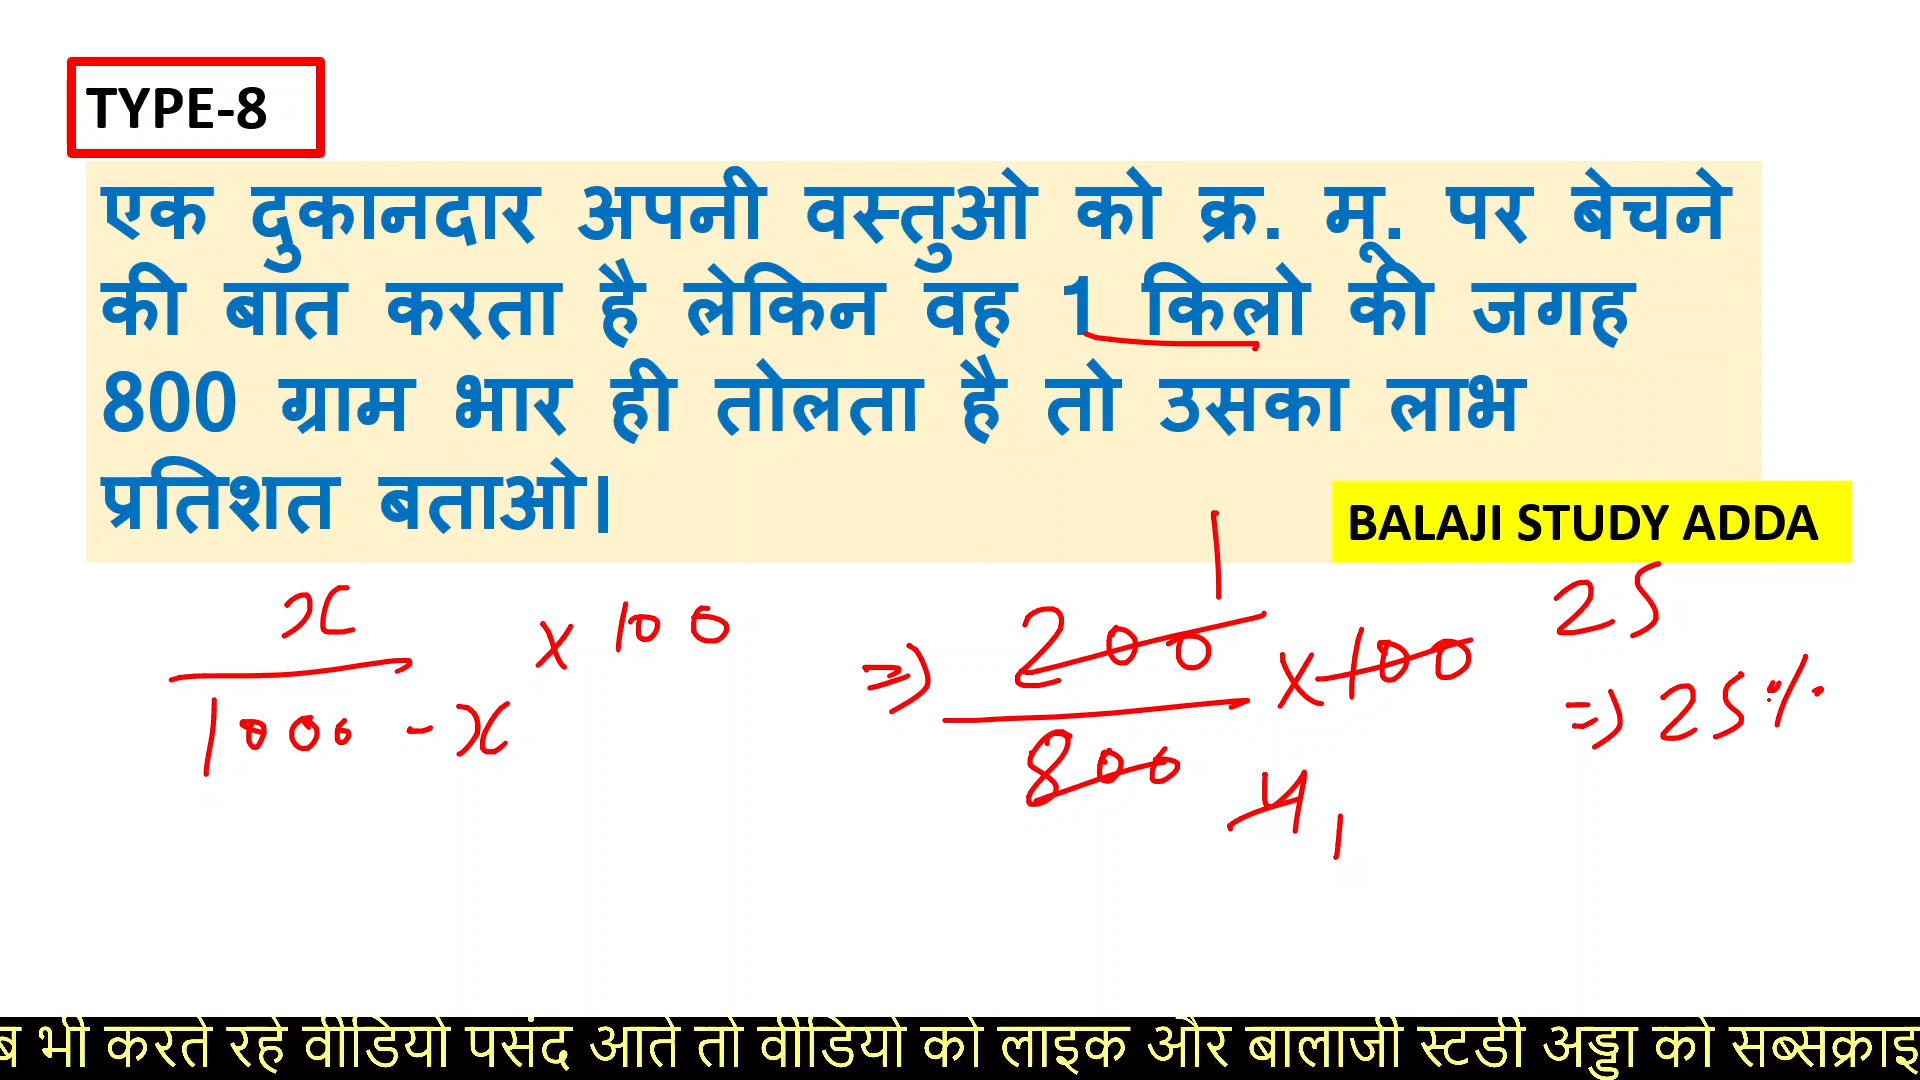 TYPE-8
एक दुकानदार अपनी वस्तुओ को क्र. मू. पर बेचने
की बात करता है लेकिन वह 1 किलो की जगह
800 ग्राम भार ही तोलता है तो उसका लाभ
प्रतिशत बताओ।
BALAJI STUDY ADDA
x / 1000 - x × 100
⇒ 200 / 800 × 100
1
4 1
25
⇒ 25%
ब भी करते रहे वीडियो पसंद आते तो वीडियो को लाइक और बालाजी स्टडी अड्डा को सब्सक्राइ